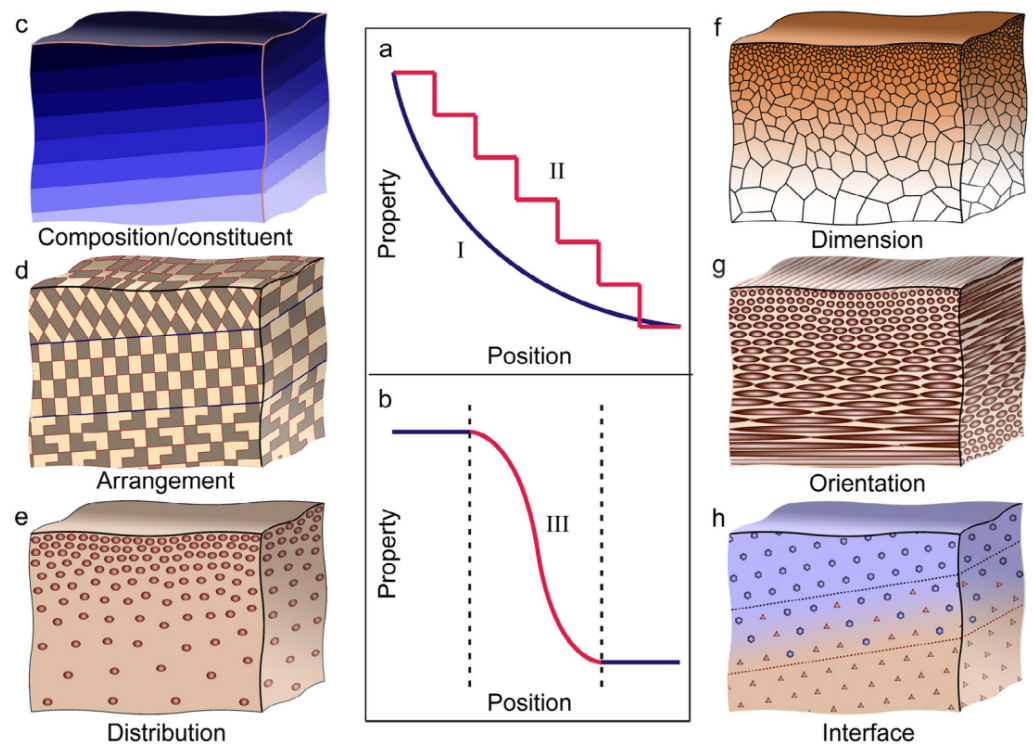 c
Composition/constituent
d
Arrangement
e
Distribution
a
Property
I
II
Position
b
Property
III
Position
f
Dimension
g
Orientation
h
Interface